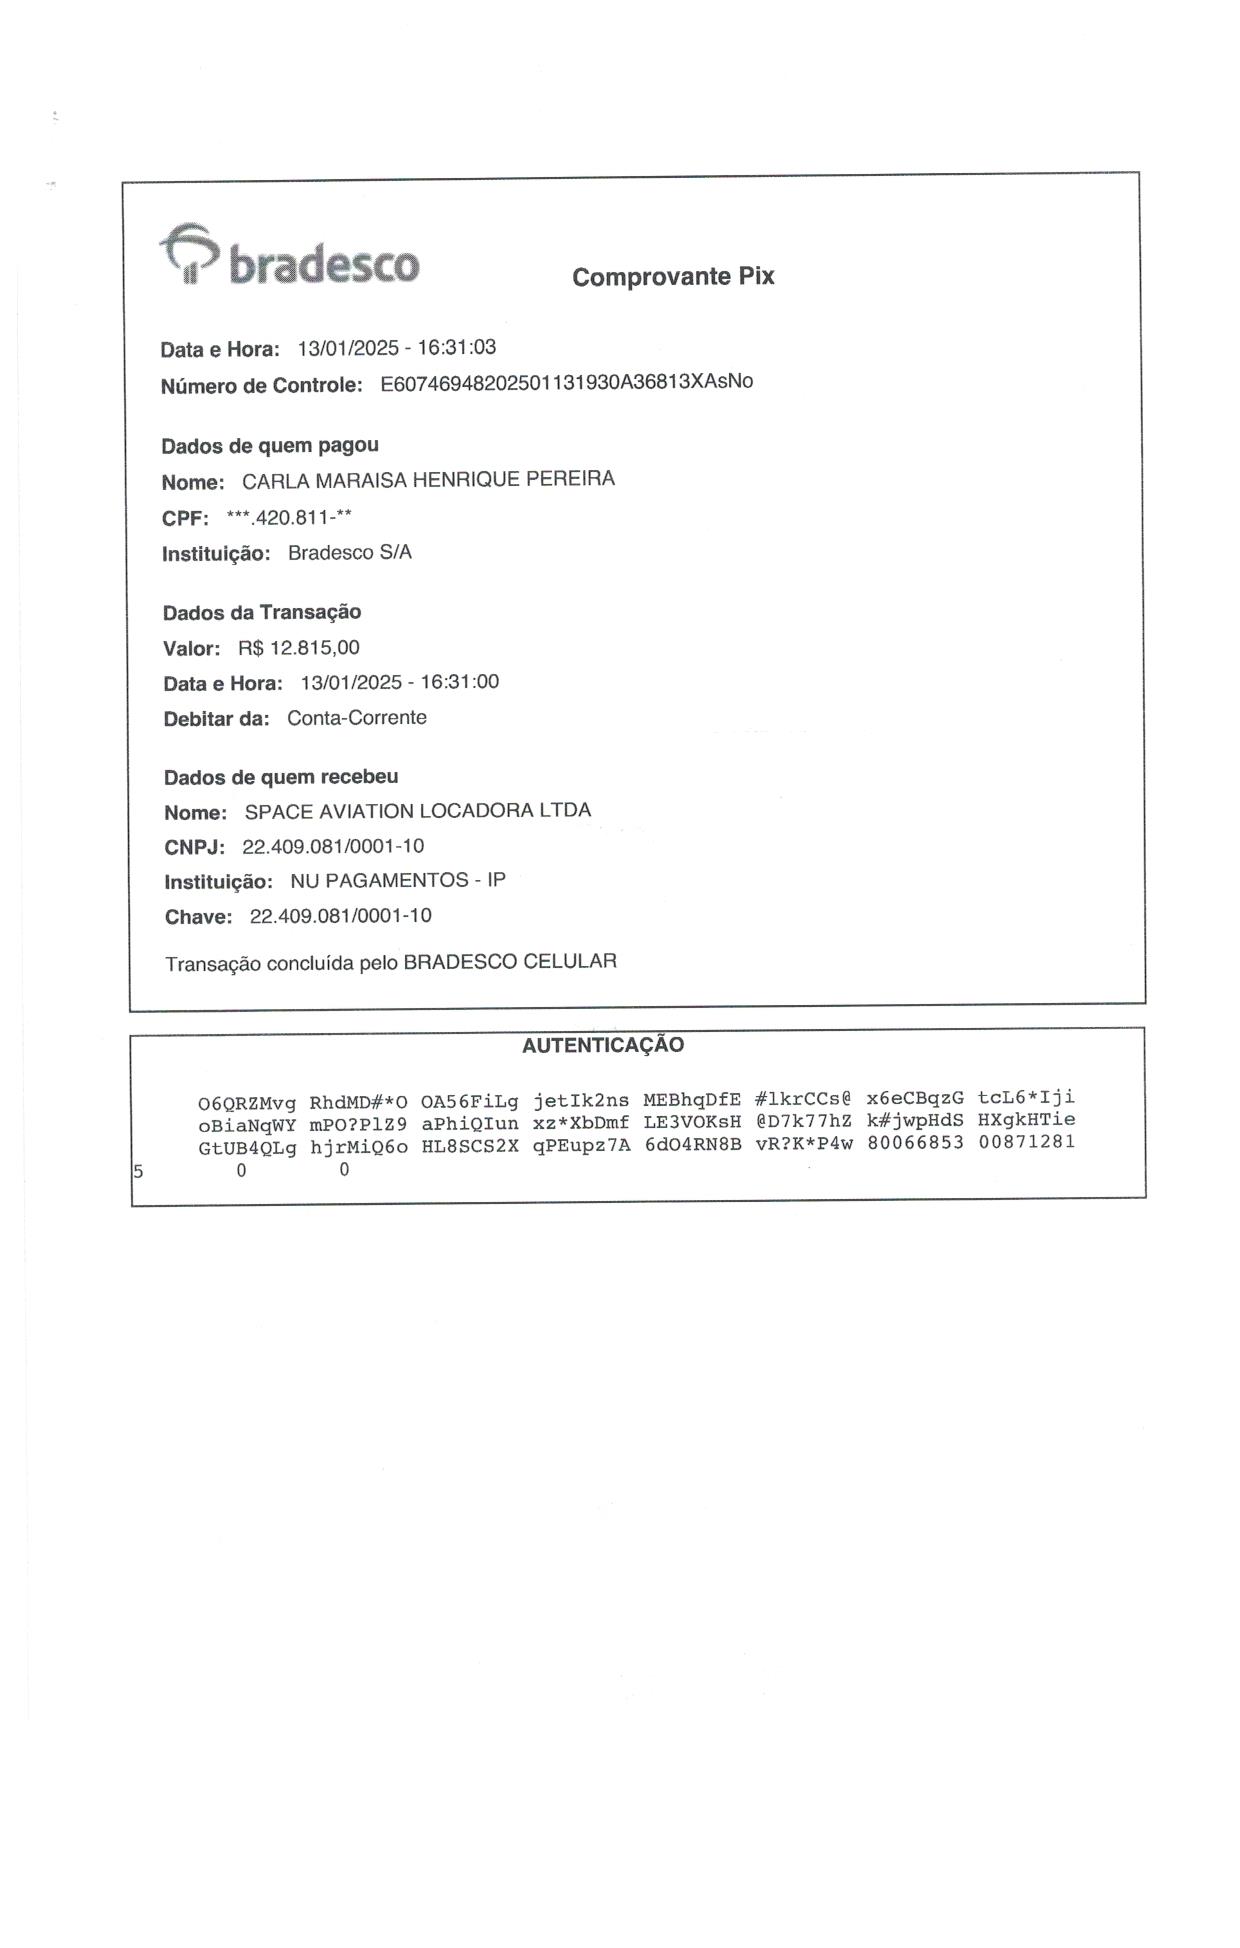 bradesco
Comprovante Pix
Data e Hora: 13/01/2025 - 16:31:03
Número de Controle: E60746948202501131930A36813XAsNo
Dados de quem pagou
Nome: CARLA MARAISA HENRIQUE PEREIRA
CPF: ***.420.811-**
Instituição: Bradesco S/A
Dados da Transação
Valor: R$ 12.815,00
Data e Hora: 13/01/2025 - 16:31:00
Debitar da: Conta-Corrente
Dados de quem recebeu
Nome: SPACE AVIATION LOCADORA LTDA
CNPJ: 22.409.081/0001-10
Instituição: NU PAGAMENTOS - IP
Chave: 22.409.081/0001-10
Transação concluída pelo BRADESCO CELULAR
AUTENTICAÇÃO
O6QRZMvg RhdMD#*O OA56FiLg jetIk2ns MEBhqDfE #lkrCCs@ x6eCBqzG tcL6*Iji
oBiaNqWY mPO?PlZ9 aPhiQIun xz*XbDmf LE3VOKsH @D7k77hZ k#jwpHdS HXgkHTie
GtUB4QLg hjrMiQ6o HL8SCS2X qPEupz7A 6dO4RN8B vR?K*P4w 80066853 00871281
5 0 0